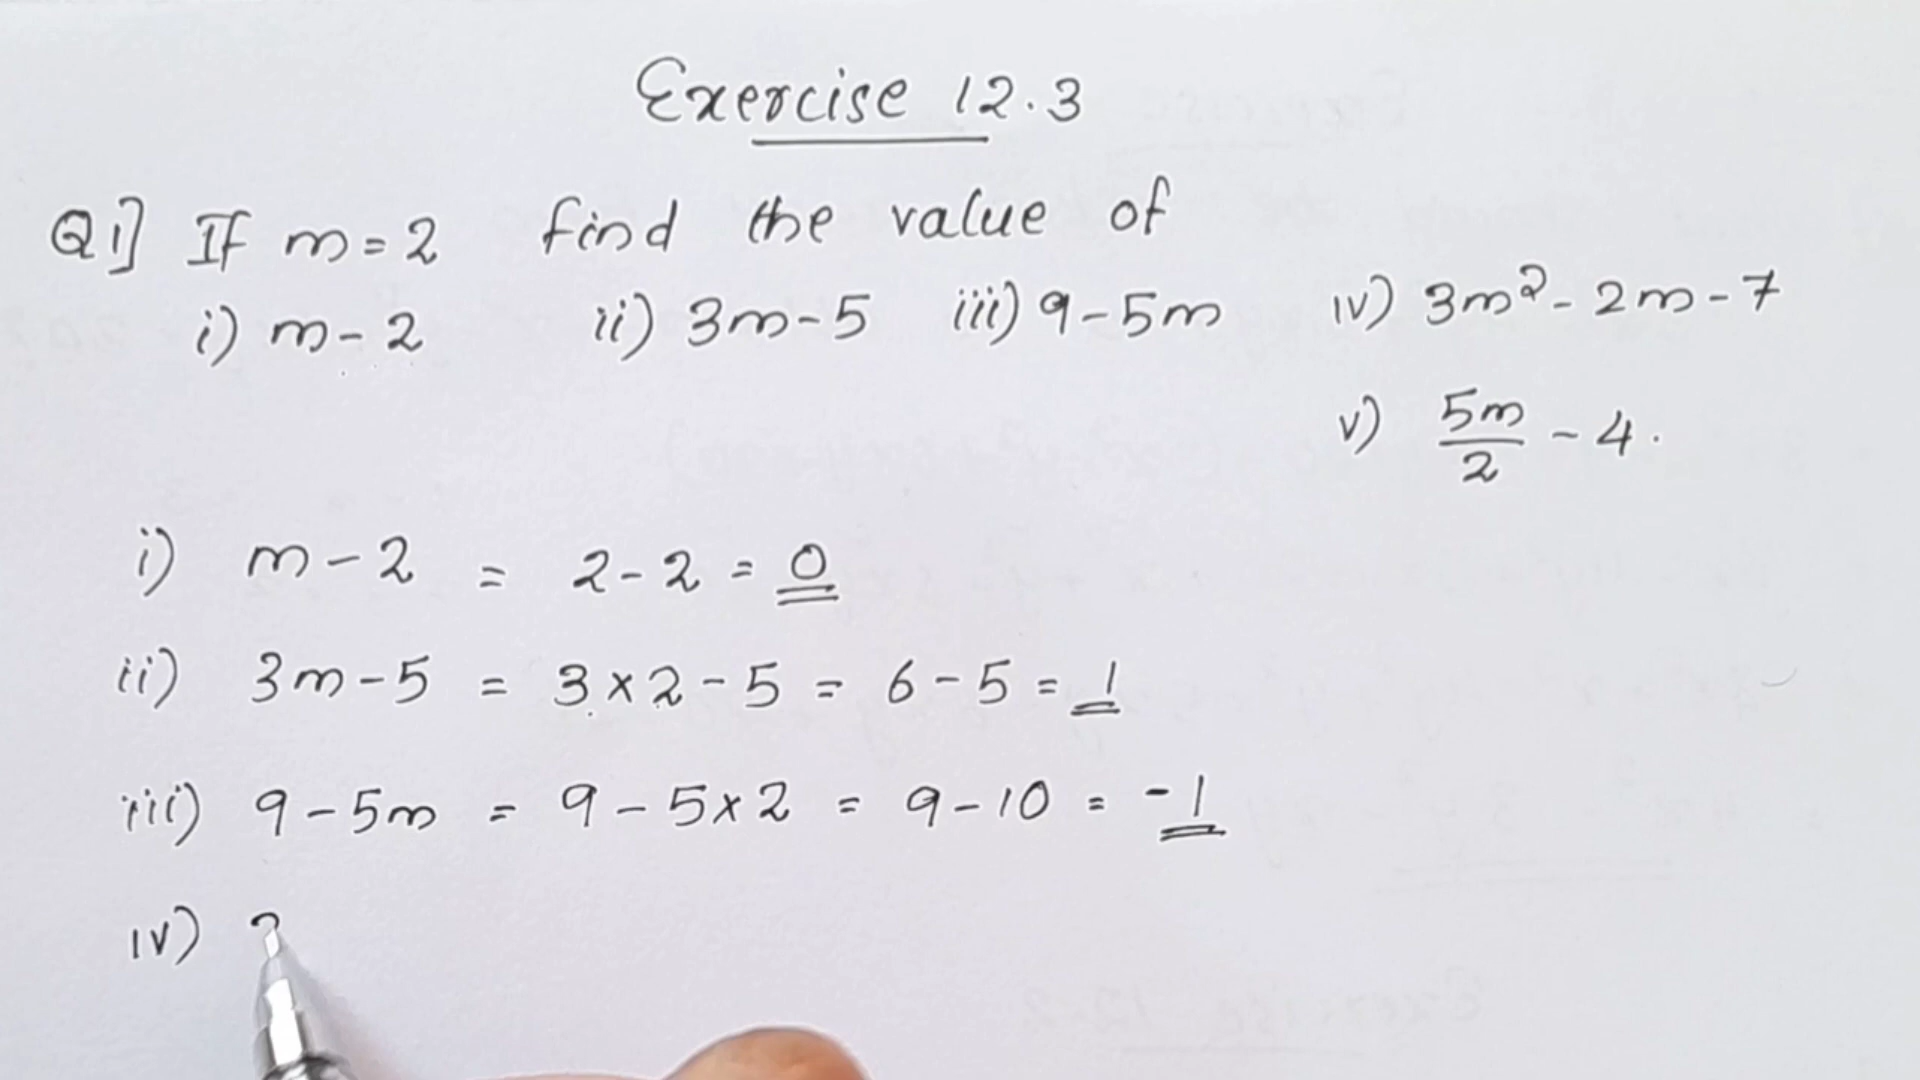 Exercise 12.3
Q1] If m=2 find the value of
i) m-2 ii) 3m-5 iii) 9-5m iv) 3m²-2m-7
v) 5m/2 - 4.
i) m-2 = 2-2 = 0
ii) 3m-5 = 3×2-5 = 6-5 = 1
iii) 9-5m = 9-5×2 = 9-10 = -1
iv)